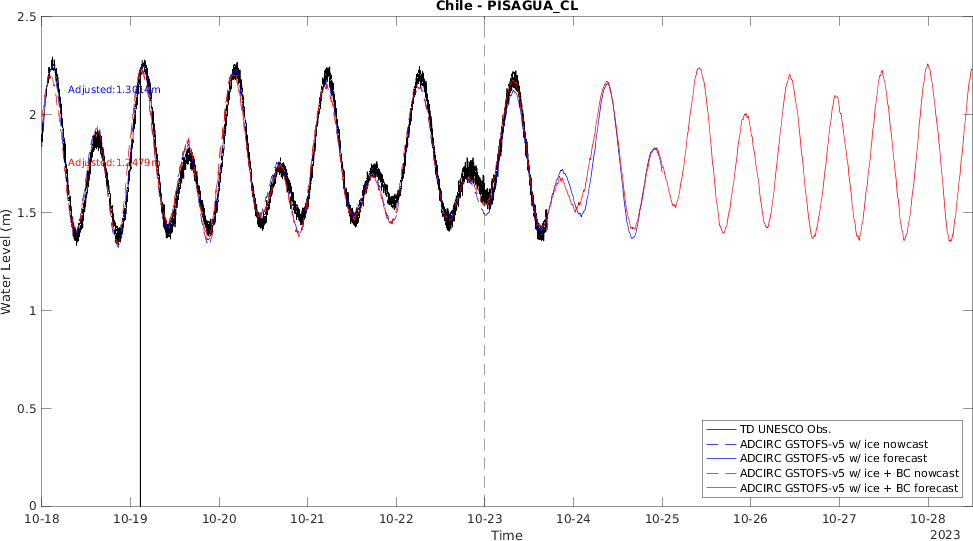 Chile - PISAGUA_CL
2.5
2
1.5
1
0.5
0
Water Level (m)
Adjusted:1.3014m
Adjusted:1.2479m
10-18
10-19
10-20
10-21
10-22
10-23
10-24
10-25
10-26
10-27
10-28
2023
Time
TD UNESCO Obs.
ADCIRC GSTOFS-v5 w/ ice nowcast
ADCIRC GSTOFS-v5 w/ ice forecast
ADCIRC GSTOFS-v5 w/ ice + BC nowcast
ADCIRC GSTOFS-v5 w/ ice + BC forecast